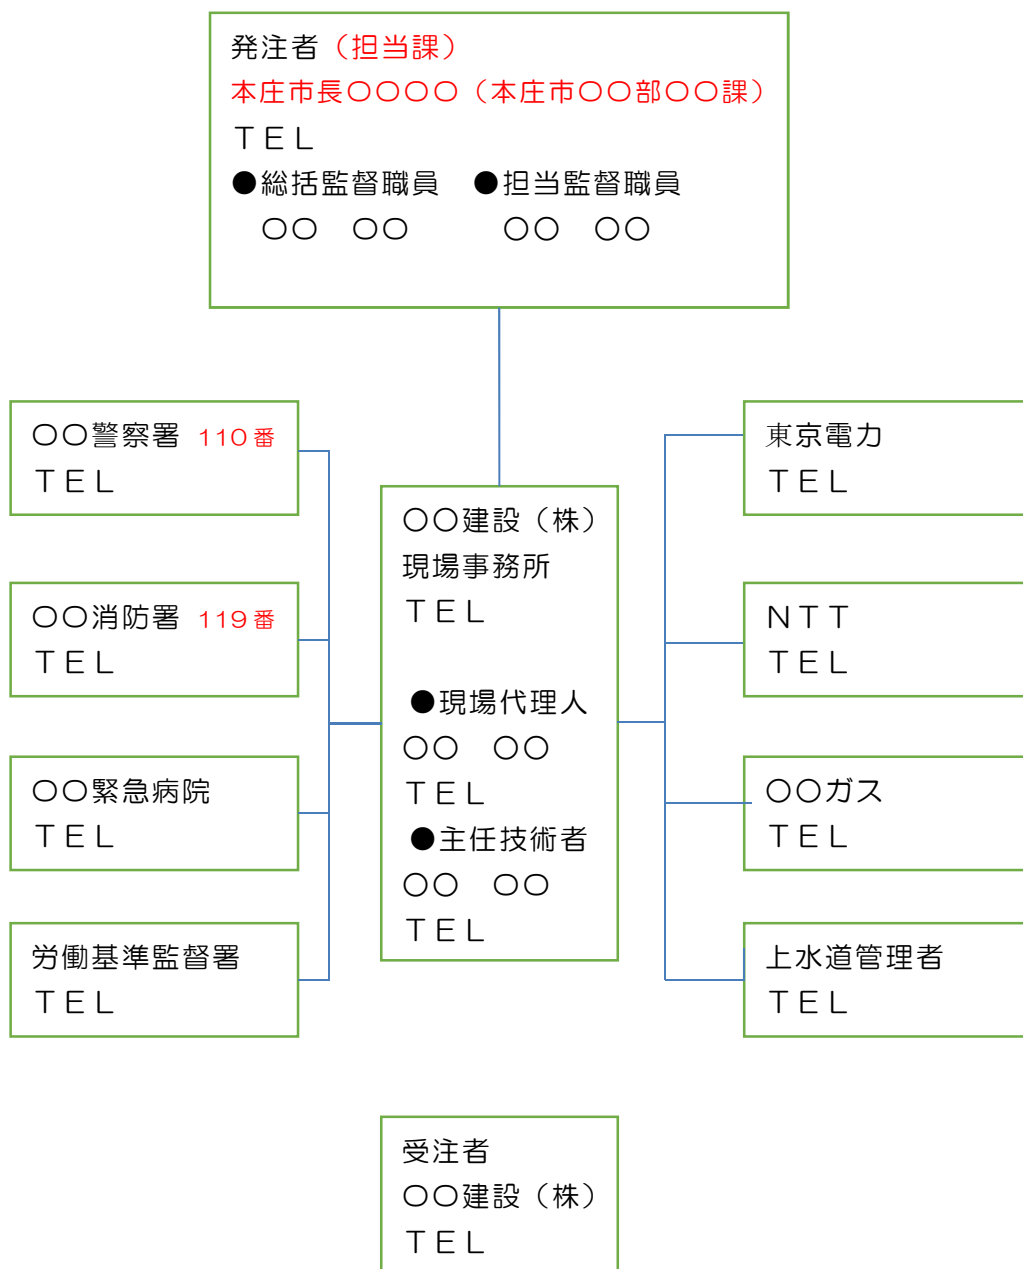 発注者（担当課）
本庄市長〇〇〇〇（本庄市〇〇部〇〇課）
ＴＥＬ
●総括監督職員　●担当監督職員
〇〇　〇〇　　　〇〇　〇〇
〇〇警察署 110番
ＴＥＬ
〇〇消防署 119番
ＴＥＬ
〇〇緊急病院
ＴＥＬ
労働基準監督署
ＴＥＬ
〇〇建設（株）
現場事務所
ＴＥＬ
●現場代理人
〇〇　〇〇
ＴＥＬ
●主任技術者
〇〇　〇〇
ＴＥＬ
東京電力
ＴＥＬ
ＮＴＴ
ＴＥＬ
〇〇ガス
ＴＥＬ
上水道管理者
ＴＥＬ
受注者
〇〇建設（株）
ＴＥＬ